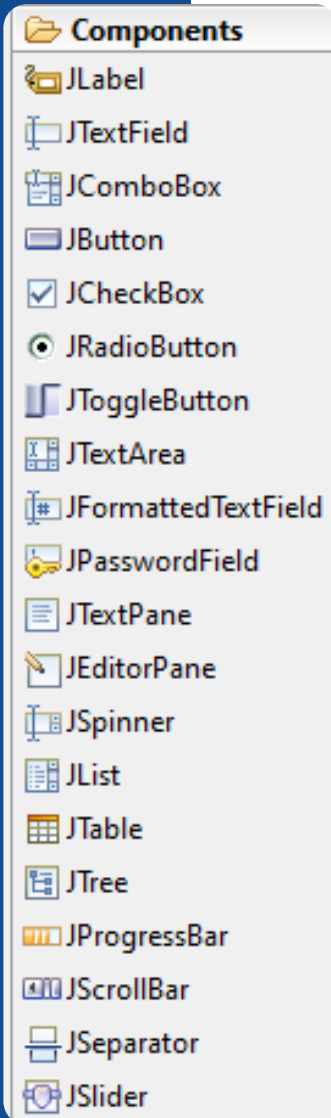 Components
JLabel
JTextField
JComboBox
JButton
JCheckBox
JRadioButton
JToggleButton
JTextArea
JFormattedTextField
JPasswordField
JTextPane
JEditorPane
JSpinner
JList
JTable
JTree
JProgressBar
JScrollBar
JSeparator
JSlider